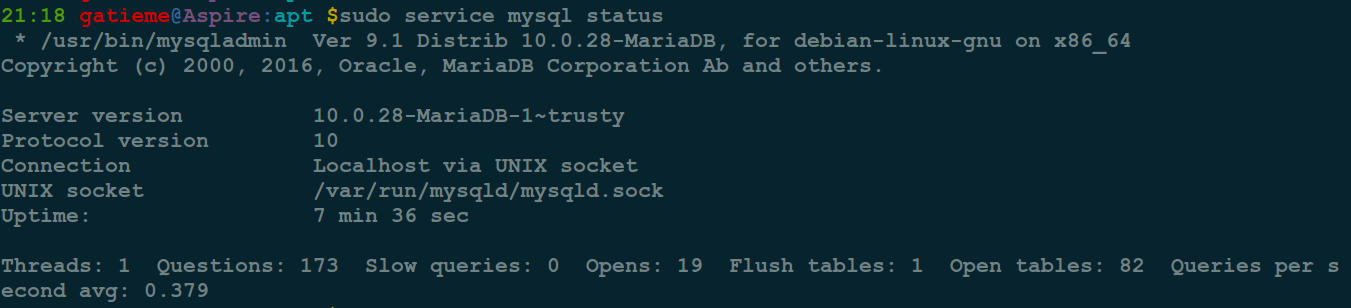 21:18 gatieme@Aspire:apt $sudo service mysql status
 * /usr/bin/mysqladmin  Ver 9.1 Distrib 10.0.28-MariaDB, for debian-linux-gnu on x86_64
Copyright (c) 2000, 2016, Oracle, MariaDB Corporation Ab and others.

Server version          10.0.28-MariaDB-1~trusty
Protocol version        10
Connection              Localhost via UNIX socket
UNIX socket             /var/run/mysqld/mysqld.sock
Uptime:                 7 min 36 sec

Threads: 1  Questions: 173  Slow queries: 0  Opens: 19  Flush tables: 1  Open tables: 82  Queries per s
econd avg: 0.379